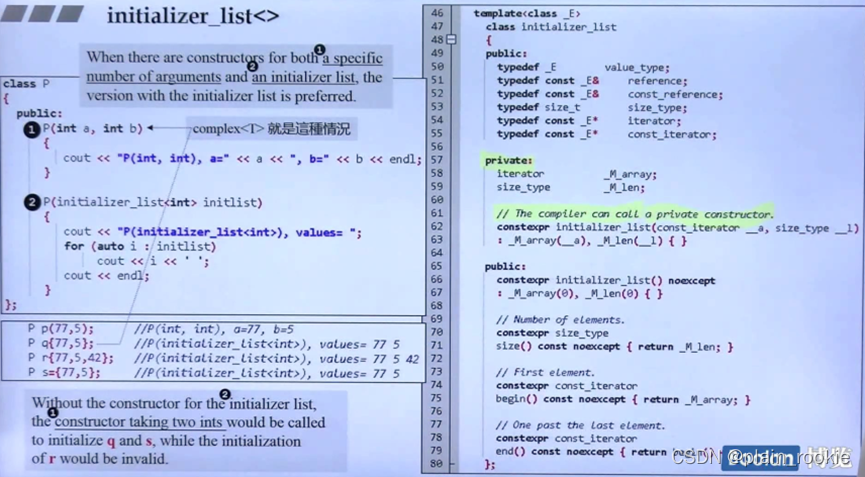 initializer_list<>
When there are constructors for both ❶ a specific
number of arguments and ❷ an initializer list, the
version with the initializer list is preferred.
class P
{
public:
❶ P(int a, int b)
complex<T> 就是這種情況
{
cout << "P(int, int), a=" << a << ", b=" << b << endl;
}
❷ P(initializer_list<int> initlist)
{
cout << "P(initializer_list<int>), values= ";
for (auto i : initlist)
cout << i << ' ';
cout << endl;
}
};
P p(77,5); //P(int, int), a=77, b=5
P q{77,5}; //P(initializer_list<int>), values= 77 5
P r{77,5,42}; //P(initializer_list<int>), values= 77 5 42
P s={77,5}; //P(initializer_list<int>), values= 77 5
Without the constructor for the ❷ initializer list,
the ❶ constructor taking two ints would be called
to initialize q and s, while the initialization
of r would be invalid.
46 template<class _E>
47 class initializer_list
48 {
49 public:
50 typedef _E value_type;
51 typedef const _E& reference;
52 typedef const _E& const_reference;
53 typedef size_t size_type;
54 typedef const _E* iterator;
55 typedef const _E* const_iterator;
56
57 private:
58 iterator _M_array;
59 size_type _M_len;
60
61 // The compiler can call a private constructor.
62 constexpr initializer_list(const_iterator __a, size_type __l)
63 : _M_array(__a), _M_len(__l) { }
64
65 public:
66 constexpr initializer_list() noexcept
67 : _M_array(0), _M_len(0) { }
68
69 // Number of elements.
70 constexpr size_type
71 size() const noexcept { return _M_len; }
72
73 // First element.
74 constexpr const_iterator
75 begin() const noexcept { return _M_array; }
76
77 // One past the last element.
78 constexpr const_iterator
79 end() const noexcept { return begin()
80 };
Boolan 博览
CSDN @plain_rookie